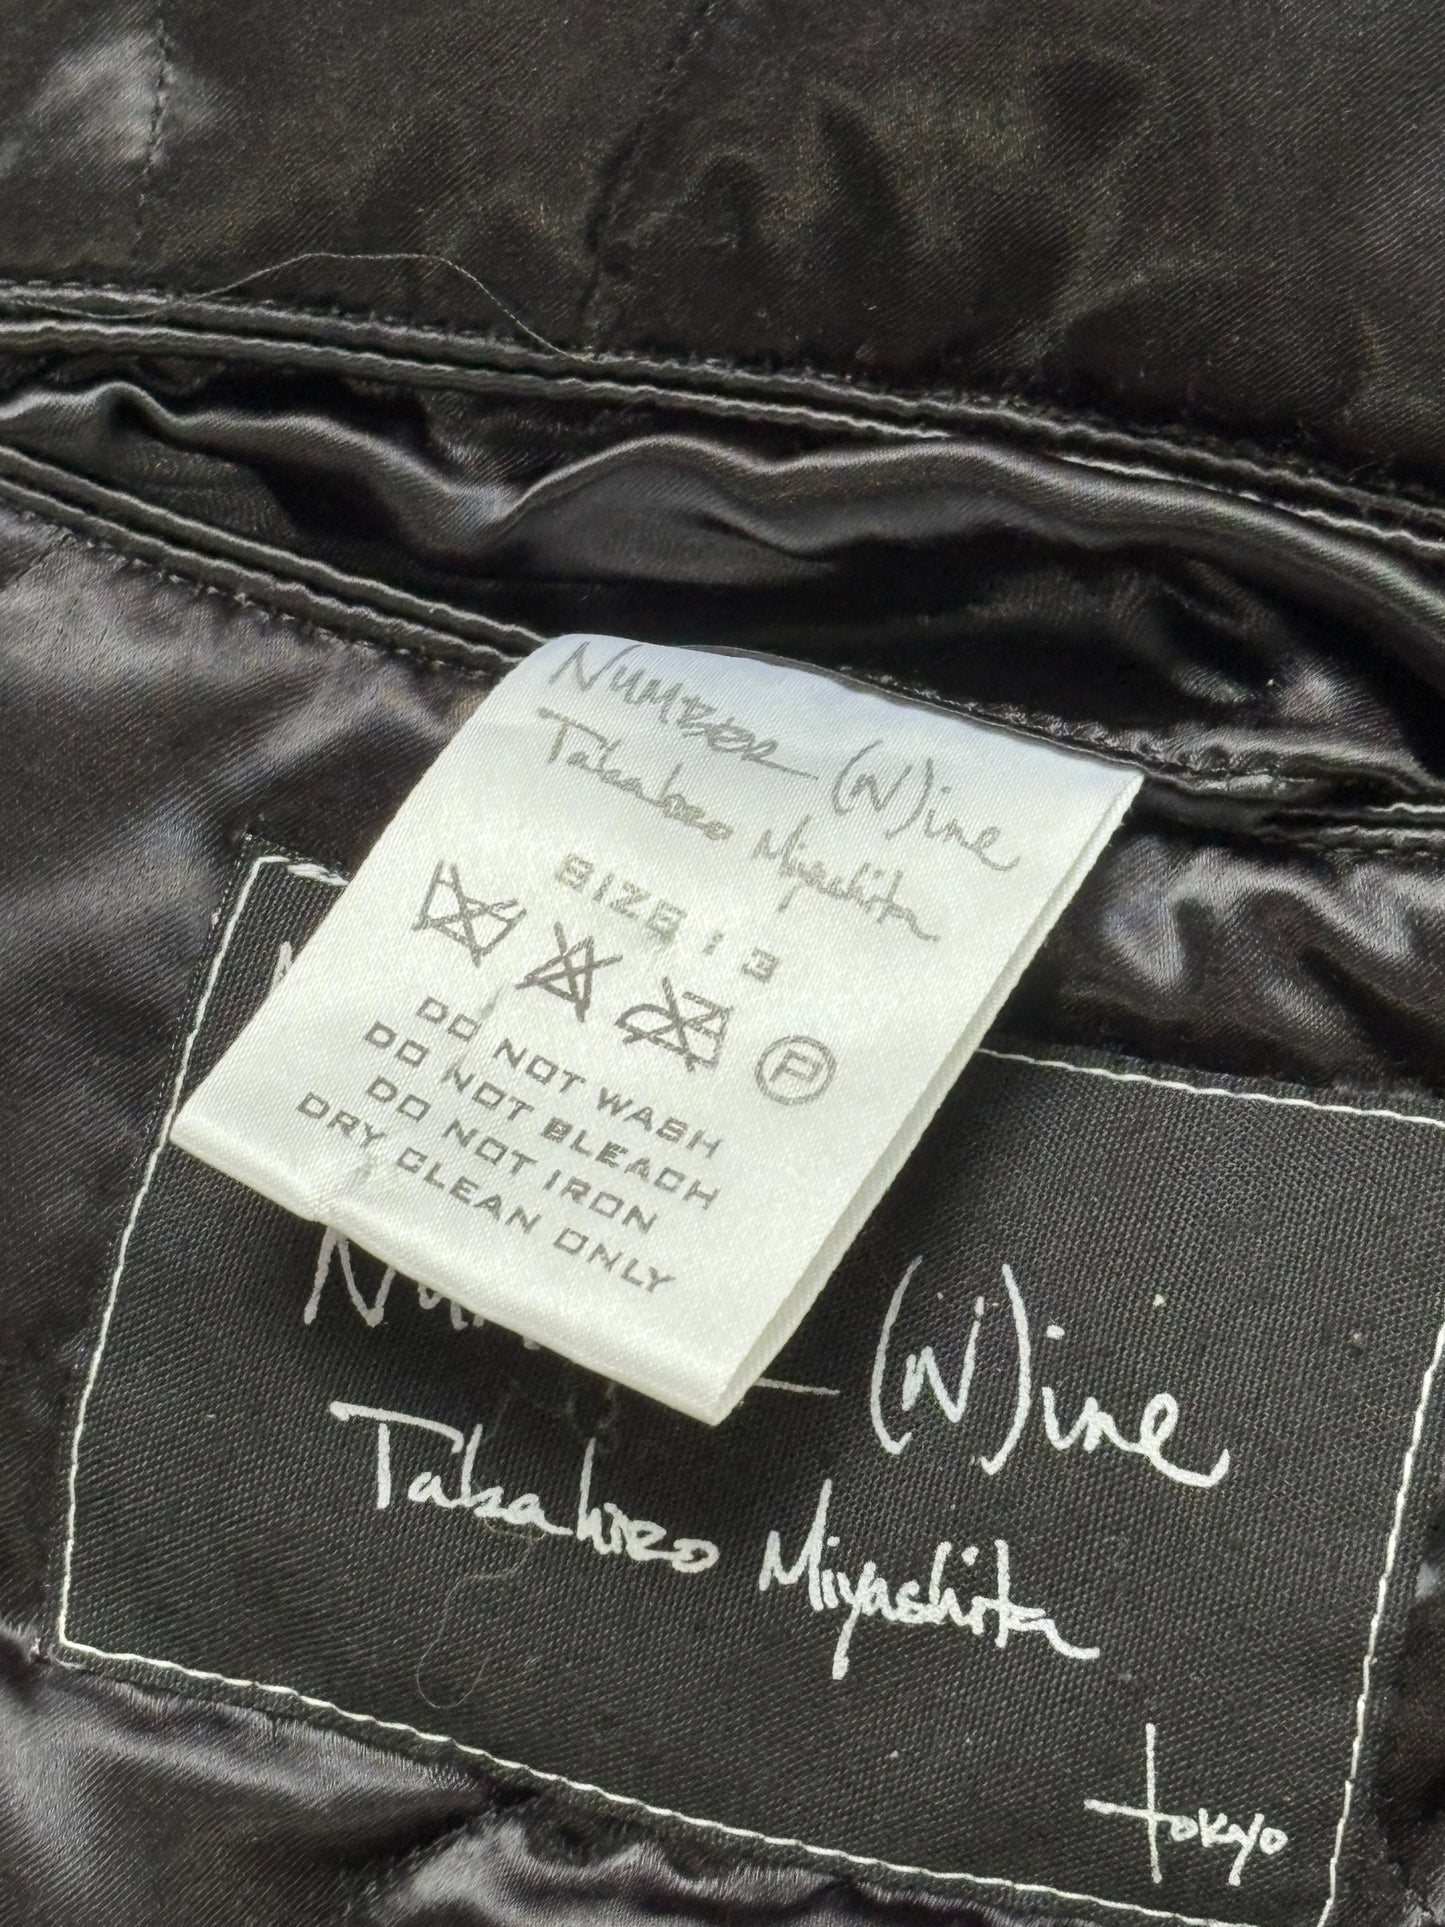 Number (N)ine
Takahiro Miyashita
SIZE : 3
P
DO NOT WASH
DO NOT BLEACH
DO NOT IRON
DRY CLEAN ONLY
(N)ine
Takahiro Miyashita
tokyo